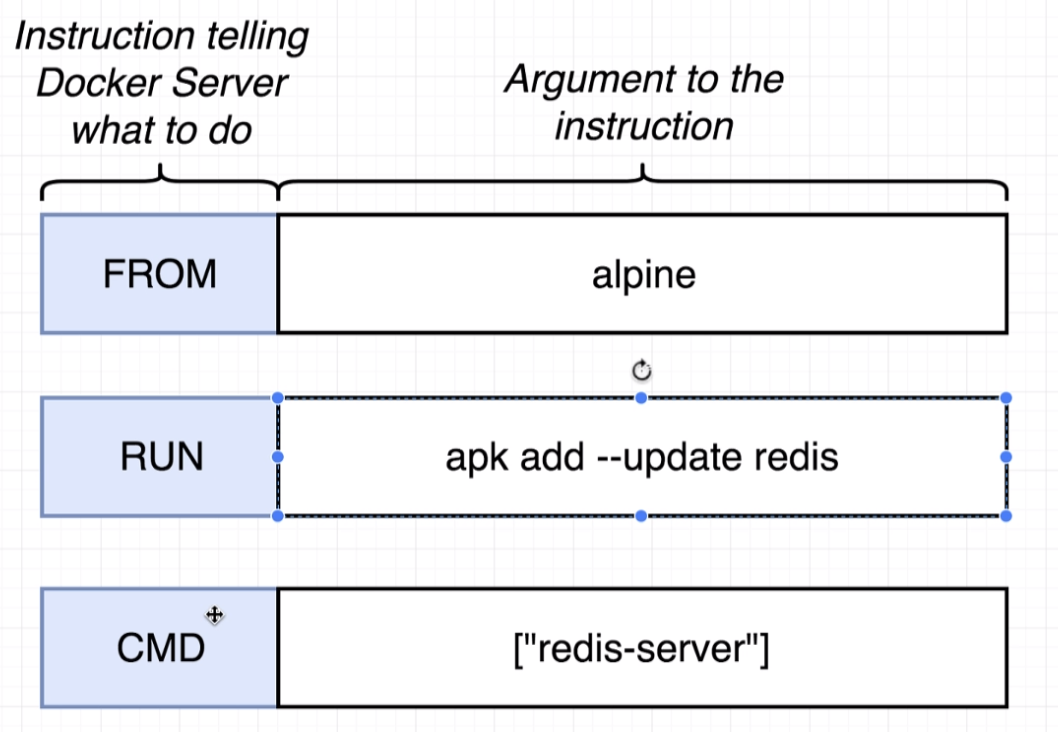 Instruction telling
Docker Server
what to do
Argument to the
instruction
FROM
alpine
RUN
apk add --update redis
CMD
["redis-server"]